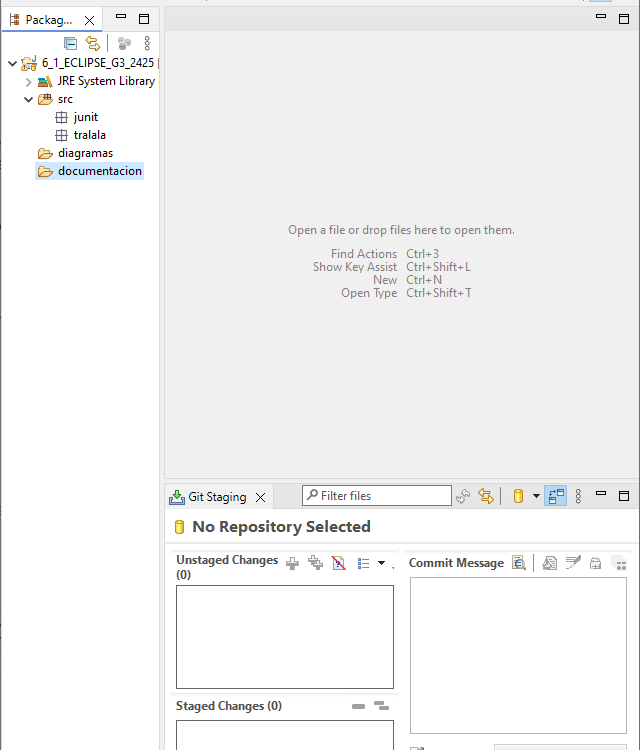 Packag...
6_1_ECLIPSE_G3_2425 [
JRE System Library
src
junit
tralala
diagramas
documentacion
Open a file or drop files here to open them.
Find Actions Ctrl+3
Show Key Assist Ctrl+Shift+L
New Ctrl+N
Open Type Ctrl+Shift+T
Git Staging
Filter files
No Repository Selected
Unstaged Changes
(0)
Commit Message
Staged Changes (0)